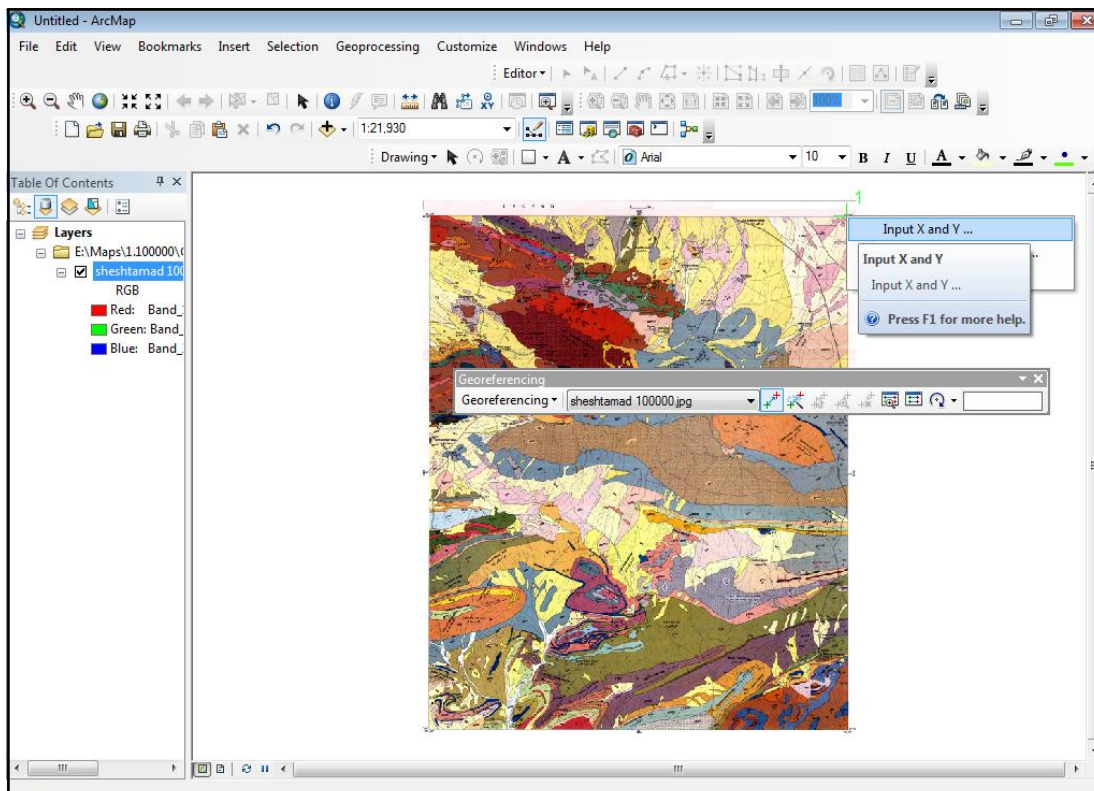 Untitled - ArcMap
File Edit View Bookmarks Insert Selection Geoprocessing Customize Windows Help
Editor
100%
1:21,930
Drawing A Arial 10 B I U A
Table Of Contents
Layers
E:\Maps\1.100000\
sheshtamad 100
RGB
Red: Band_
Green: Band_
Blue: Band_
1
Input X and Y ...
Input X and Y
Input X and Y ...
Press F1 for more help.
Georeferencing
Georeferencing sheshtamad 100000.jpg